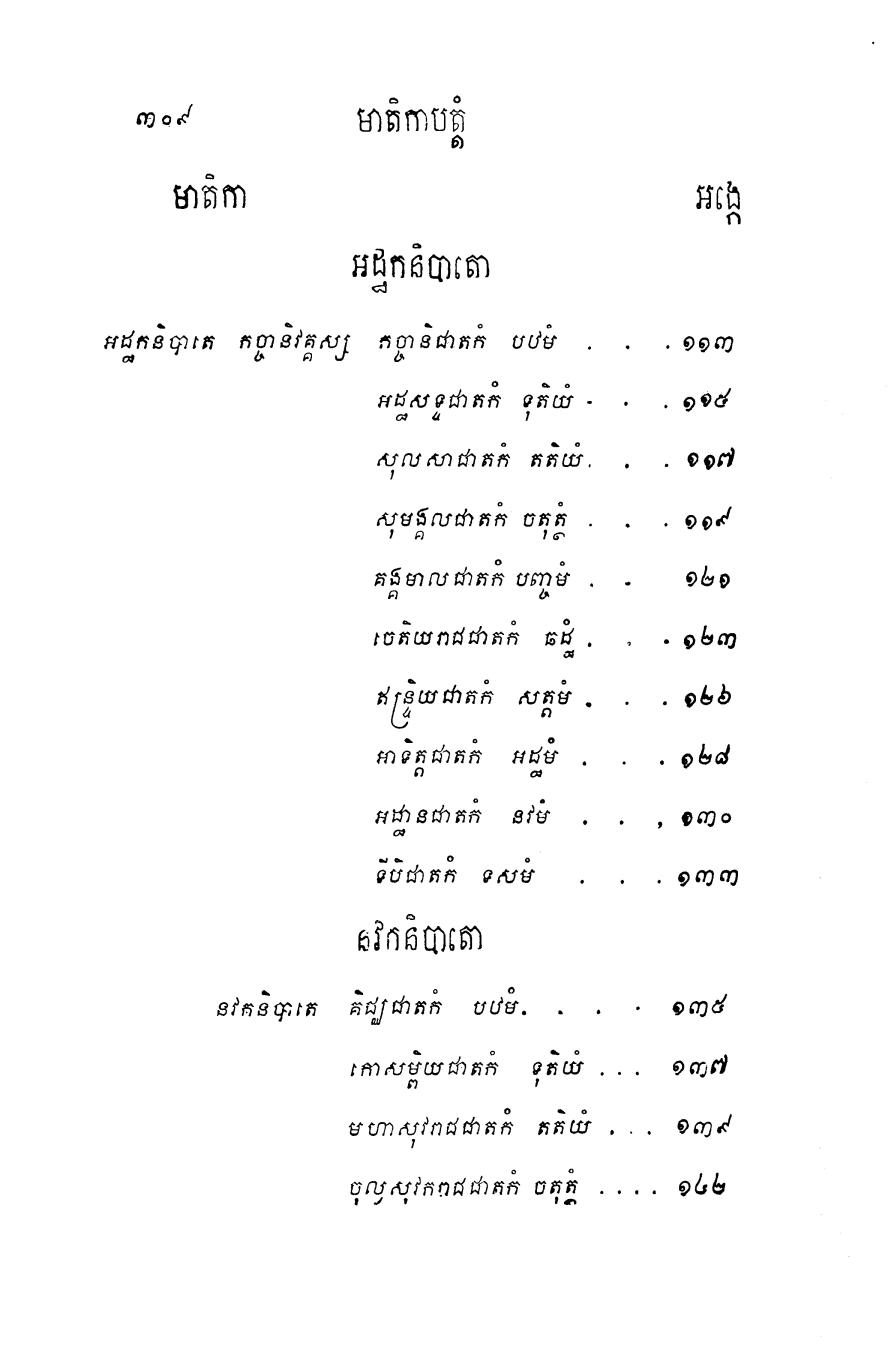 ៣០៩ មាតិកាបត្តំ
មាតិកា អង្កេ
អដ្ឋកនិបាតោ
អដ្ឋកនិបាតេ កច្ចានិវគ្គស្ស កច្ចានិជាតកំ បឋមំ . . . ១១៣
អដ្ឋសទ្ទជាតកំ ទុតិយំ . . . ១១៥
សុលសាជាតកំ តតិយំ . . . ១១៧
សុមង្គលជាតកំ ចតុត្ថំ . . . ១១៩
គង្គមាលជាតកំ បញ្ចមំ . . ១២១
ចេតិយរាជជាតកំ ឆដ្ឋំ . . . ១២៣
ឥន្ទ្រិយជាតកំ សត្តមំ . . . ១២៦
អាទិត្តជាតកំ អដ្ឋមំ . . . ១២៨
អដ្ឋានជាតកំ នវមំ . . , ១៣០
ទីបិជាតកំ ទសមំ . . . ១៣៣
នវកនិបាតោ
នវកនិបាតេ គិជ្ឈជាតកំ បឋមំ . . . . ១៣៥
កោសម្ពិយជាតកំ ទុតិយំ . . . ១៣៧
មហាសុវរាជជាតកំ តតិយំ . . . ១៣៩
ចុល្លសុវករាជជាតកំ ចតុត្ថំ . . . . ១៤២